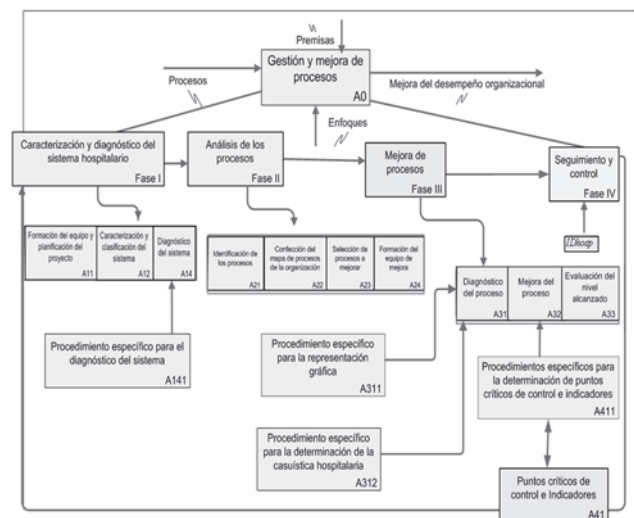 Premisas
Gestión y mejora de
procesos
A0
Procesos
Mejora del desempeño organizacional
Enfoques
Caracterización y diagnóstico del
sistema hospitalario
Fase I
Análisis de los
procesos
Fase II
Mejora de
procesos
Fase III
Seguimiento y
control
Fase IV
IDhosp
Formación del equipo y
planificación del
proyecto
A11
Caracterización y
clasificación del
sistema
A12
Diagnóstico
del sistema
A14
Identificación de
los procesos
A21
Confección del
mapa de procesos
de la organización
A22
Selección de
procesos a
mejorar
A23
Formación del
equipo de
mejora
A24
Diagnóstico
del proceso
A31
Mejora del
proceso
A32
Evaluación del
nivel
alcanzado
A33
Procedimiento específico para el
diagnóstico del sistema
A141
Procedimiento específico
para la representación
gráfica
A311
Procedimientos específicos para
la determinación de puntos
críticos de control e indicadores
A411
Procedimiento específico
para la determinación de la
casuística hospitalaria
A312
Puntos críticos de
control e Indicadores
A41